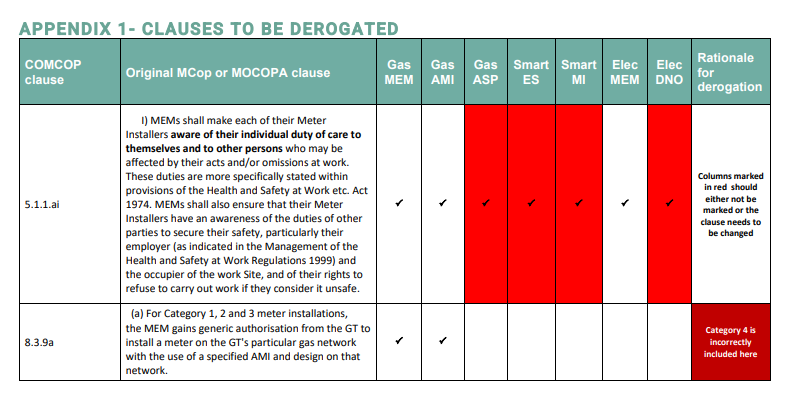 APPENDIX 1- CLAUSES TO BE DEROGATED
COMCOP
clause
Original MCop or MOCOPA clause
Gas
MEM
Gas
AMI
Gas
ASP
Smart
ES
Smart
MI
Elec
MEM
Elec
DNO
Rationale
for
derogation
5.1.1.ai
I) MEMs shall make each of their Meter
Installers aware of their individual duty of care to
themselves and to other persons who may be
affected by their acts and/or omissions at work.
These duties are more specifically stated within
provisions of the Health and Safety at Work etc. Act
1974. MEMs shall also ensure that their Meter
Installers have an awareness of the duties of other
parties to secure their safety, particularly their
employer (as indicated in the Management of the
Health and Safety at Work Regulations 1999) and
the occupier of the work Site, and of their rights to
refuse to carry out work if they consider it unsafe.
✓ ✓ ✓ ✓ ✓ ✓ ✓
Columns marked
in red should
either not be
marked or the
clause needs to
be changed
8.3.9a
(a) For Category 1, 2 and 3 meter installations,
the MEM gains generic authorisation from the GT to
install a meter on the GT's particular gas network
with the use of a specified AMI and design on that
network.
✓ ✓
Category 4 is
incorrectly
included here